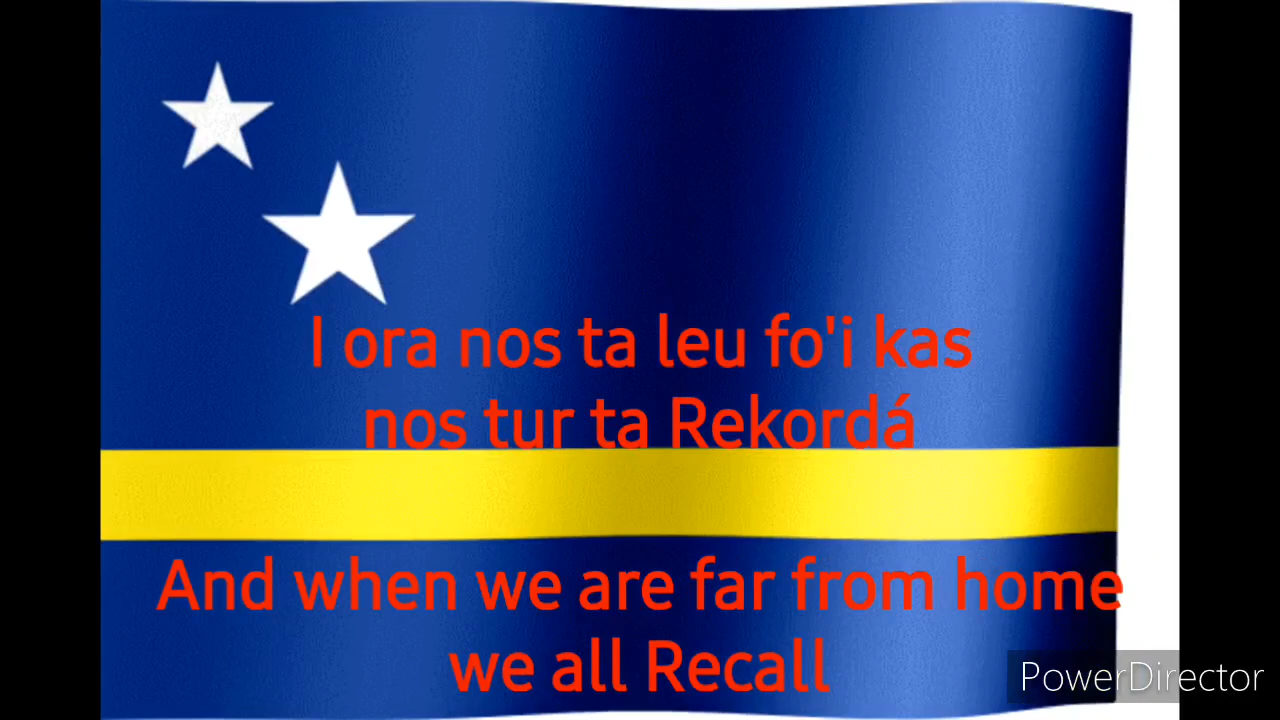 I ora nos ta leu fo'i kas
nos tur ta Rekordá
And when we are far from home
we all Recall
PowerDirector